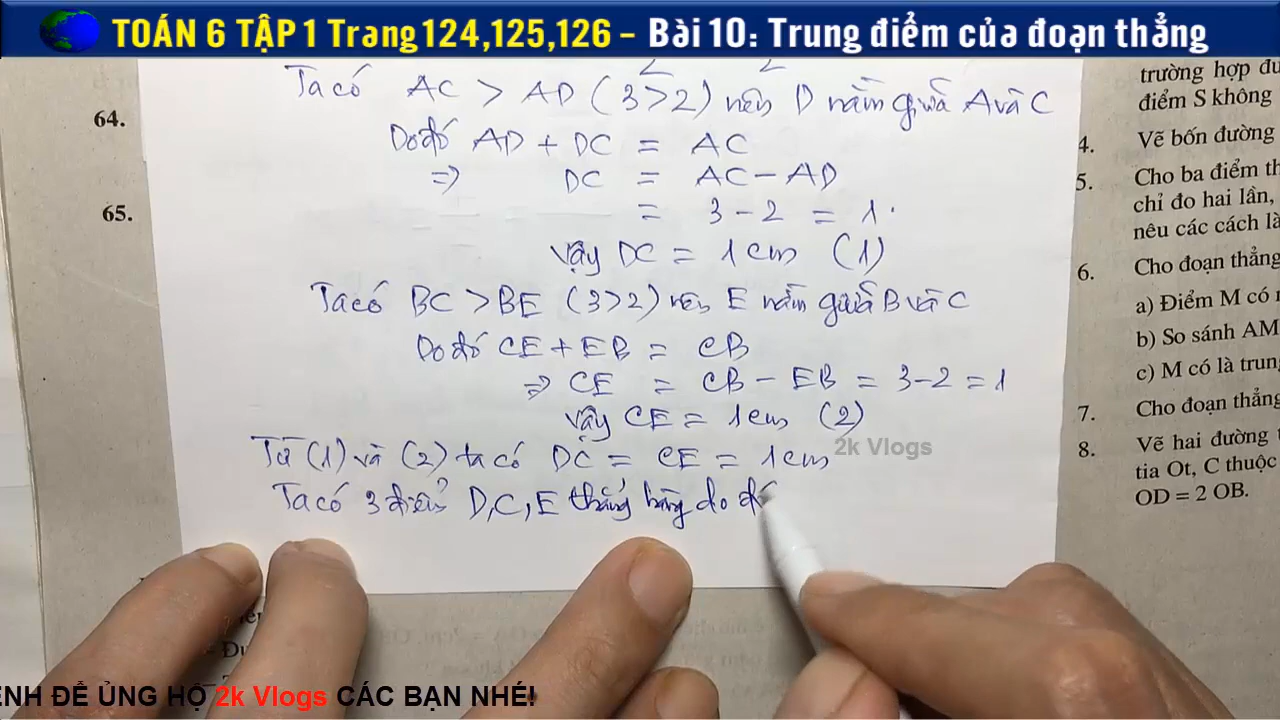 TOÁN 6 TẬP 1 Trang 124,125,126 - Bài 10: Trung điểm của đoạn thẳng
Ta có AC > AD (3>2) nên D nằm giữa A và C
Do đó AD + DC = AC
=> DC = AC - AD
= 3 - 2 = 1.
Vậy DC = 1cm (1)
Ta có BC > BE (3>2) nên E nằm giữa B và C
Do đó CE + EB = CB
=> CE = CB - EB = 3 - 2 = 1
Vậy CE = 1cm (2)
Từ (1) và (2) ta có DC = CE = 1cm
Ta có 3 điểm D, C, E thẳng hàng do đó
2k Vlogs
64.
65.
trường hợp
điểm S không
4. Vẽ bốn đường
5. Cho ba điểm
chỉ đo hai lần,
nêu các cách
6. Cho đoạn thẳng
a) Điểm M có
b) So sánh AM
c) M có là
7. Cho đoạn thẳng
8. Vẽ hai đường
tia Ot, C thuộc
OD = 2 OB.
ĐỂ ỦNG HỘ 2k Vlogs CÁC BẠN NHÉ!